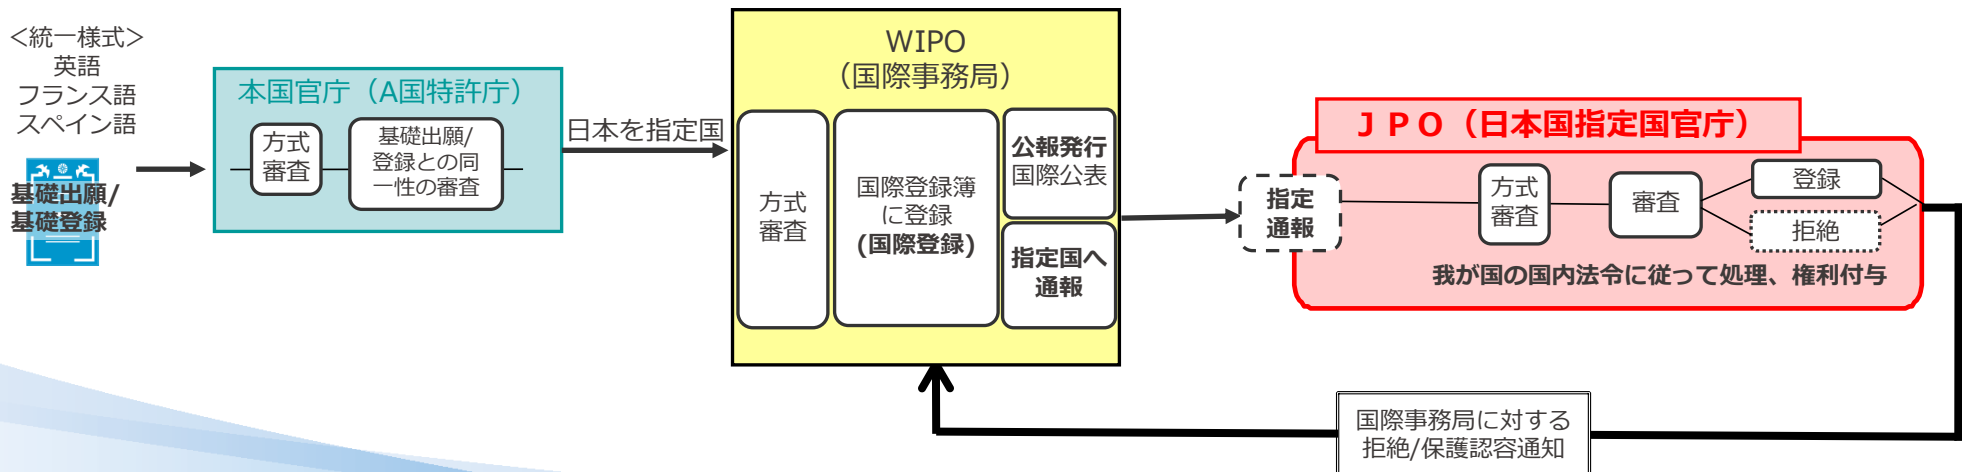 ＜統一様式＞
英語
フランス語
スペイン語
基礎出願/
基礎登録
本国官庁（A国特許庁）
方式
審査
基礎出願/
登録との同
一性の審査
日本を指定国
WIPO
（国際事務局）
方式
審査
国際登録簿
に登録
(国際登録)
公報発行
国際公表
指定国へ
通報
ＪＰＯ（日本国指定国官庁）
指定
通報
方式
審査
審査
登録
拒絶
我が国の国内法令に従って処理、権利付与
国際事務局に対する
拒絶/保護認容通知